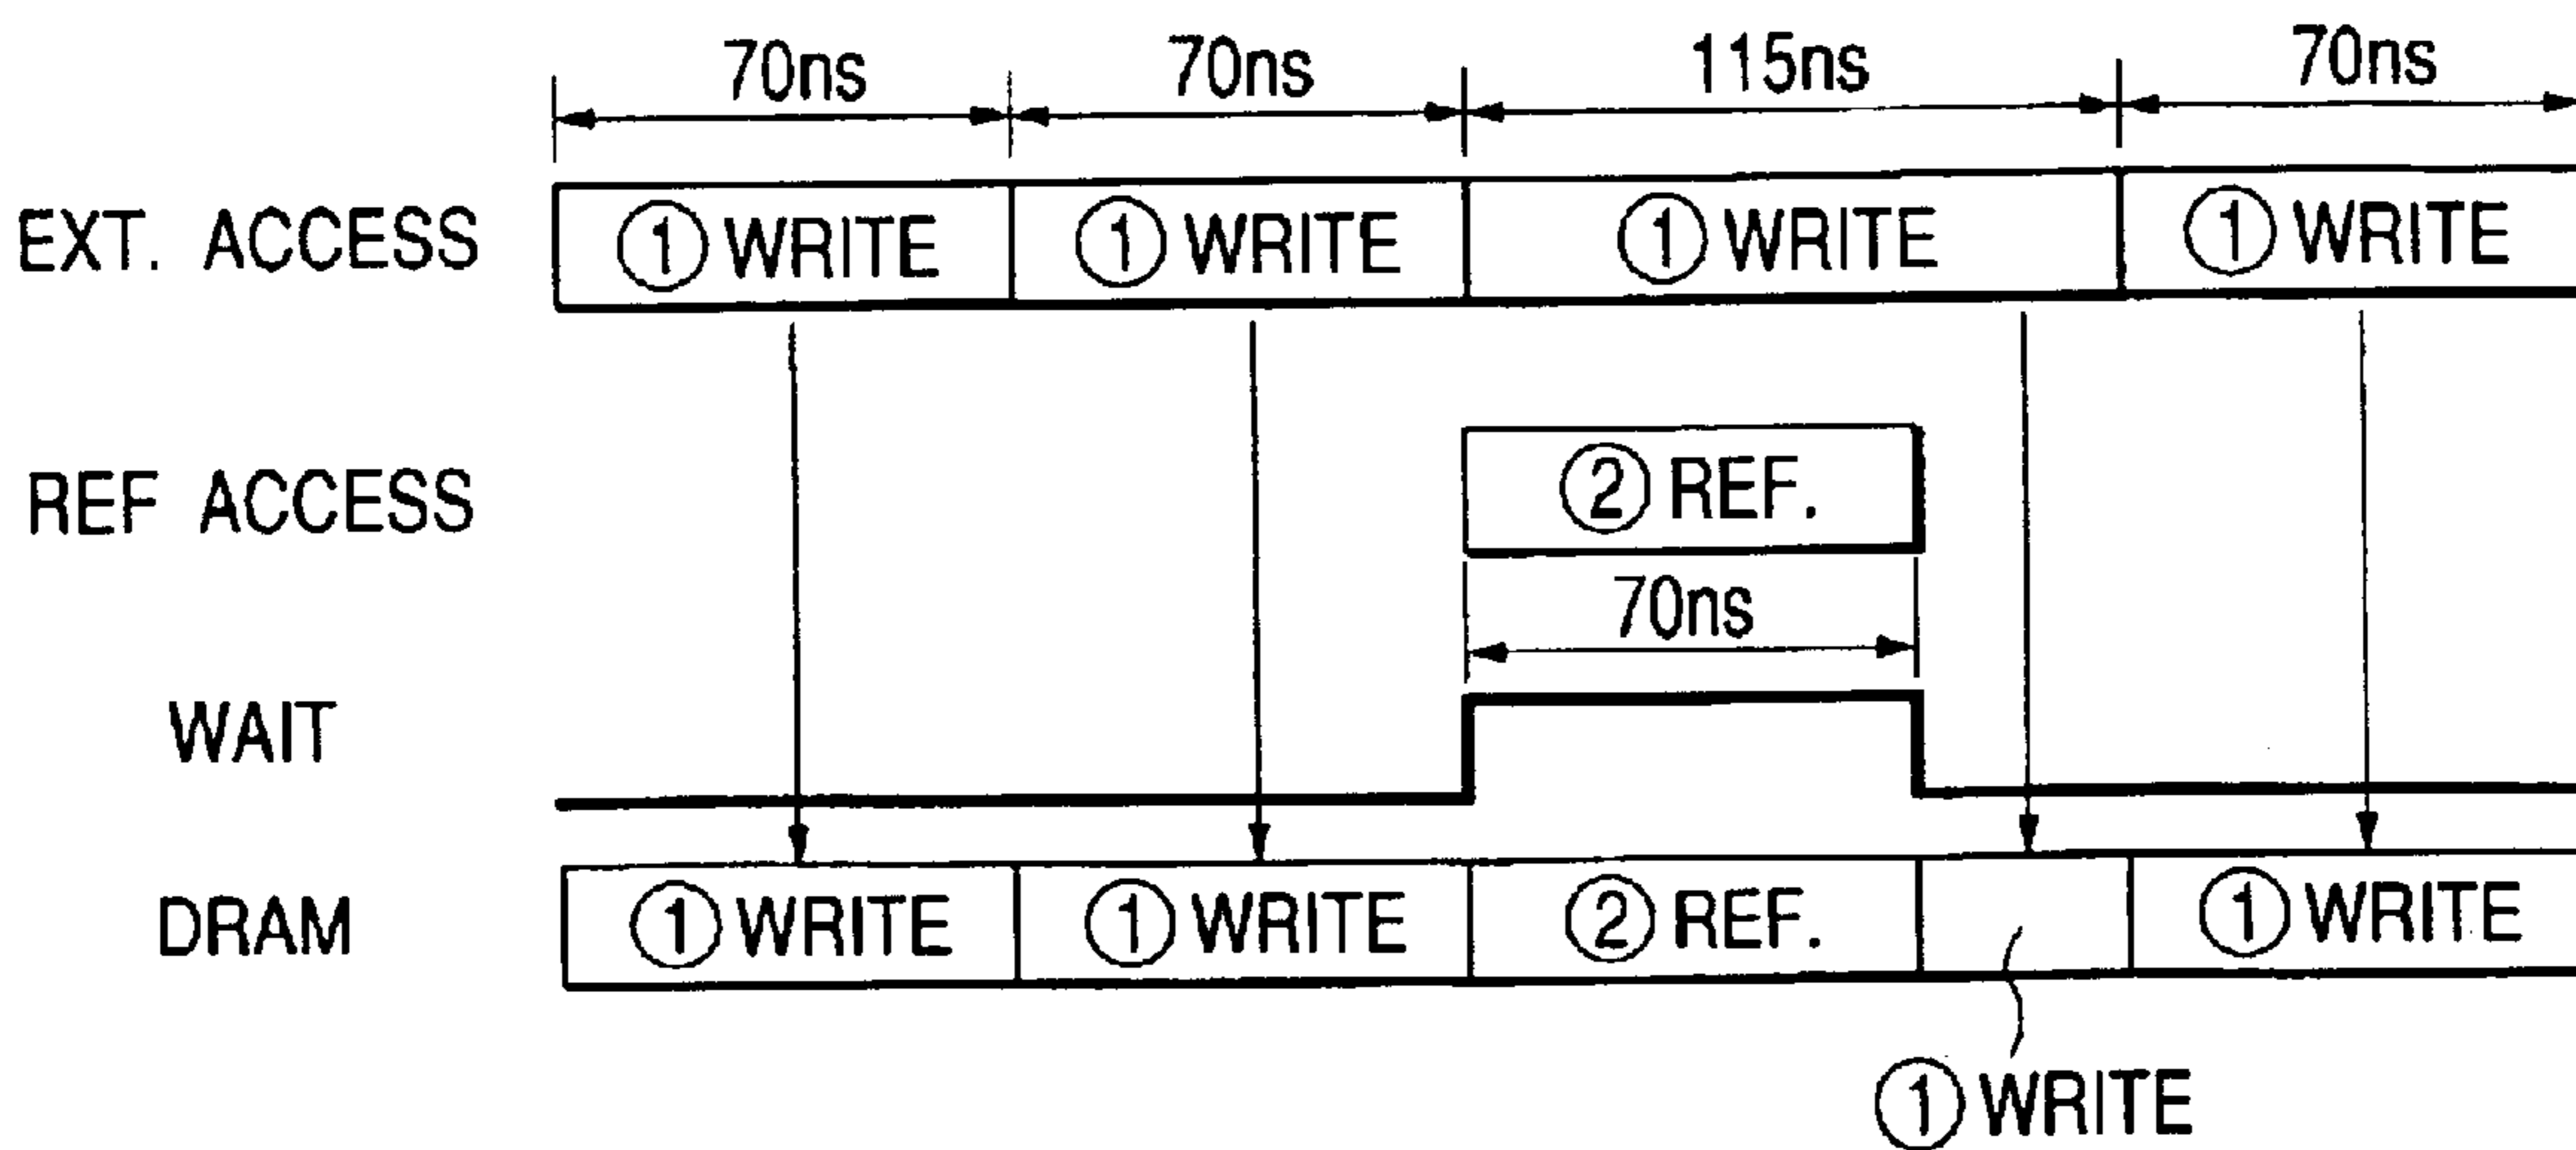 70ns 70ns 115ns 70ns
EXT. ACCESS ① WRITE ① WRITE ① WRITE ① WRITE
REF ACCESS ② REF.
70ns
WAIT
DRAM ① WRITE ① WRITE ② REF. ① WRITE
① WRITE